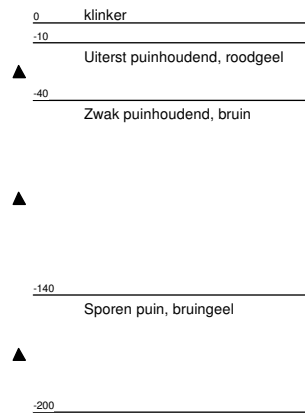 0 klinker
-10
Uiterst puinhoudend, roodgeel
-40
Zwak puinhoudend, bruin
-140
Sporen puin, bruingeel
-200